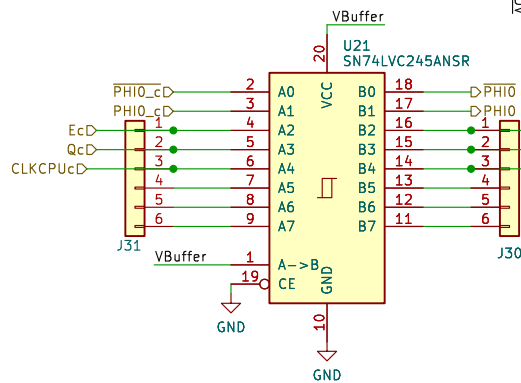 VBuffer
U21
SN74LVC245ANSR
20
VCC
PHI0_c 2 A0 B0 18 PHI0
PHI0_c 3 A1 B1 17 PHI0
Ec 1 4 A2 B2 16 1
Qc 2 5 A3 B3 15 2
CLKCPUc 3 6 A4 B4 14 3
4 7 A5 B5 13 4
5 8 A6 B6 12 5
6 9 A7 B7 11 6
J31 J30
VBuffer 1 A->B
19 CE
GND
10
GND
GND